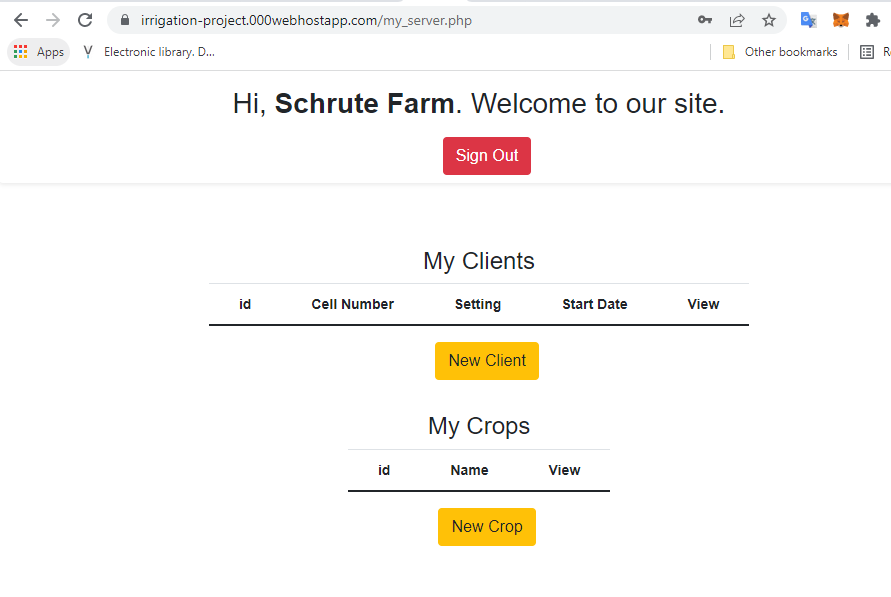 irrigation-project.000webhostapp.com/my_server.php
Apps
Electronic library. D...
Other bookmarks
Hi, Schrute Farm. Welcome to our site.
Sign Out
My Clients
id Cell Number Setting Start Date View
New Client
My Crops
id Name View
New Crop